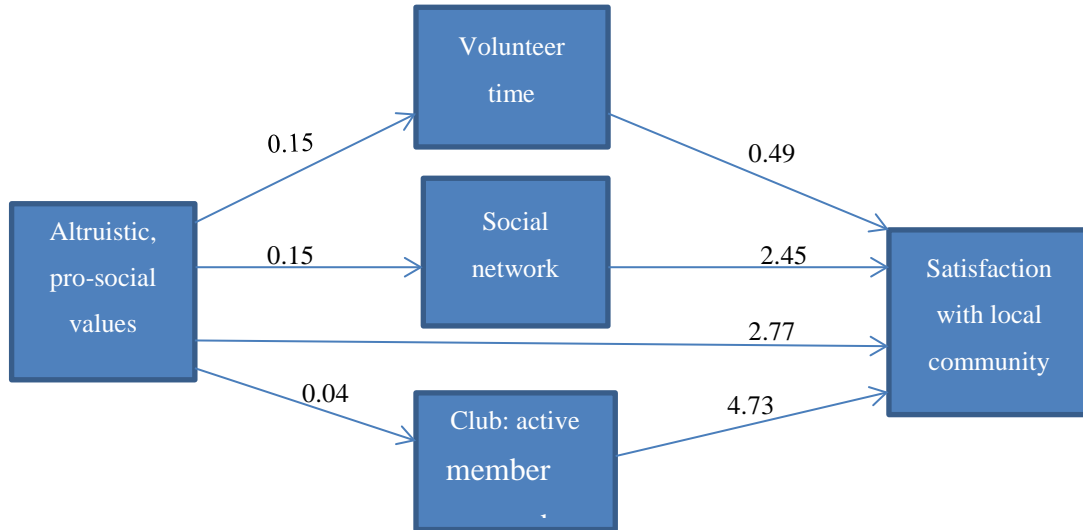 Volunteer
time
0.15
0.49
Altruistic,
pro-social
values
0.15
Social
network
2.45
Satisfaction
with local
community
2.77
0.04
4.73
Club: active
member